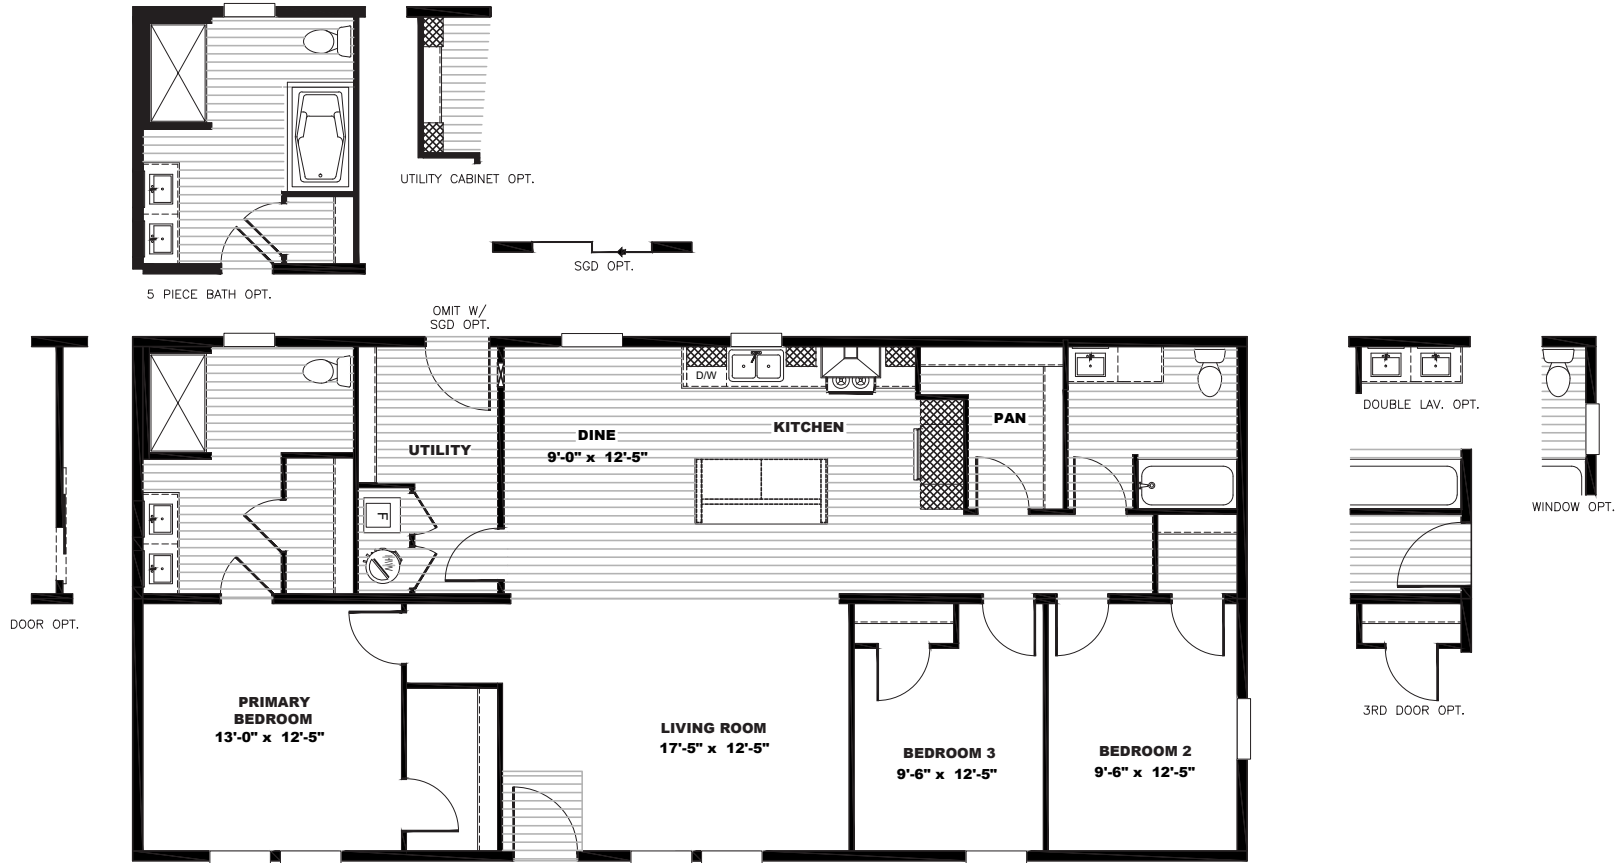 UTILITY CABINET OPT.
SGD OPT.
5 PIECE BATH OPT.
OMIT W/
SGD OPT.
D/W
PAN
DOUBLE LAV. OPT.
KITCHEN
DINE
9'-0" x 12'-5"
UTILITY
F
WINDOW OPT.
DOOR OPT.
PRIMARY
BEDROOM
13'-0" x 12'-5"
LIVING ROOM
17'-5" x 12'-5"
BEDROOM 3
9'-6" x 12'-5"
BEDROOM 2
9'-6" x 12'-5"
3RD DOOR OPT.